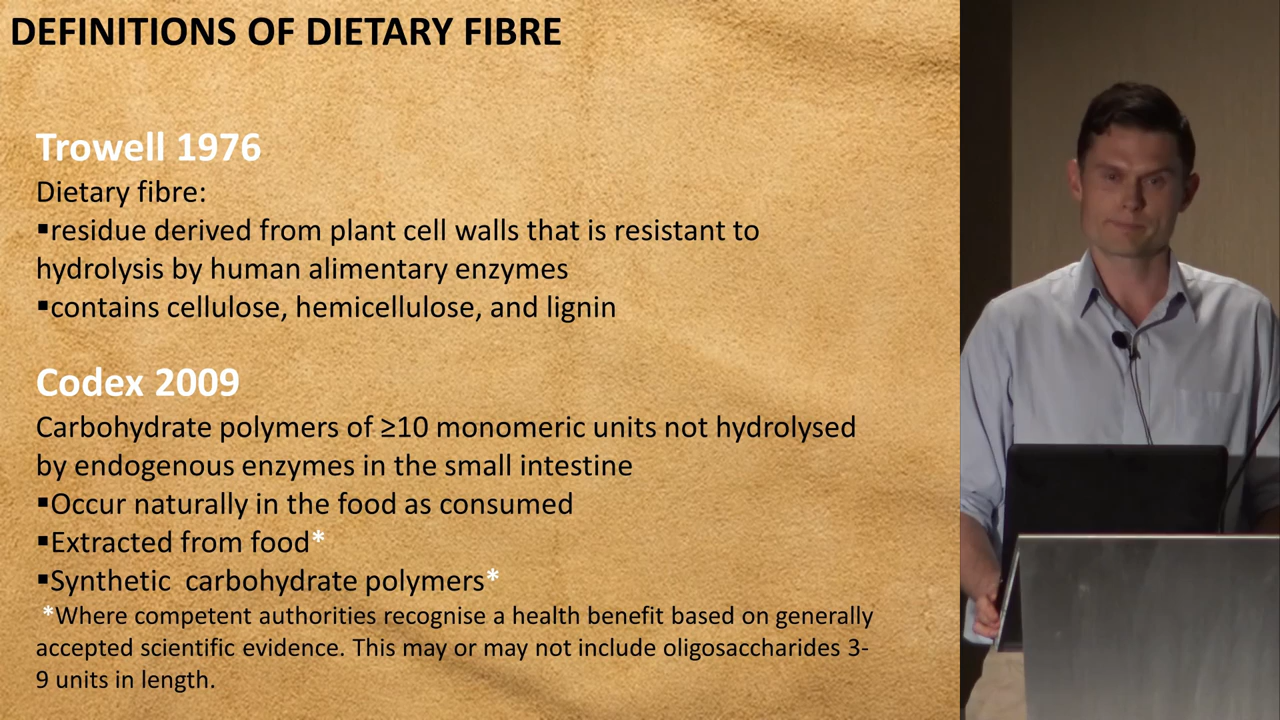 DEFINITIONS OF DIETARY FIBRE
Trowell 1976
Dietary fibre:
▪residue derived from plant cell walls that is resistant to
hydrolysis by human alimentary enzymes
▪contains cellulose, hemicellulose, and lignin
Codex 2009
Carbohydrate polymers of ≥10 monomeric units not hydrolysed
by endogenous enzymes in the small intestine
▪Occur naturally in the food as consumed
▪Extracted from food*
▪Synthetic  carbohydrate polymers*
*Where competent authorities recognise a health benefit based on generally
accepted scientific evidence. This may or may not include oligosaccharides 3-
9 units in length.